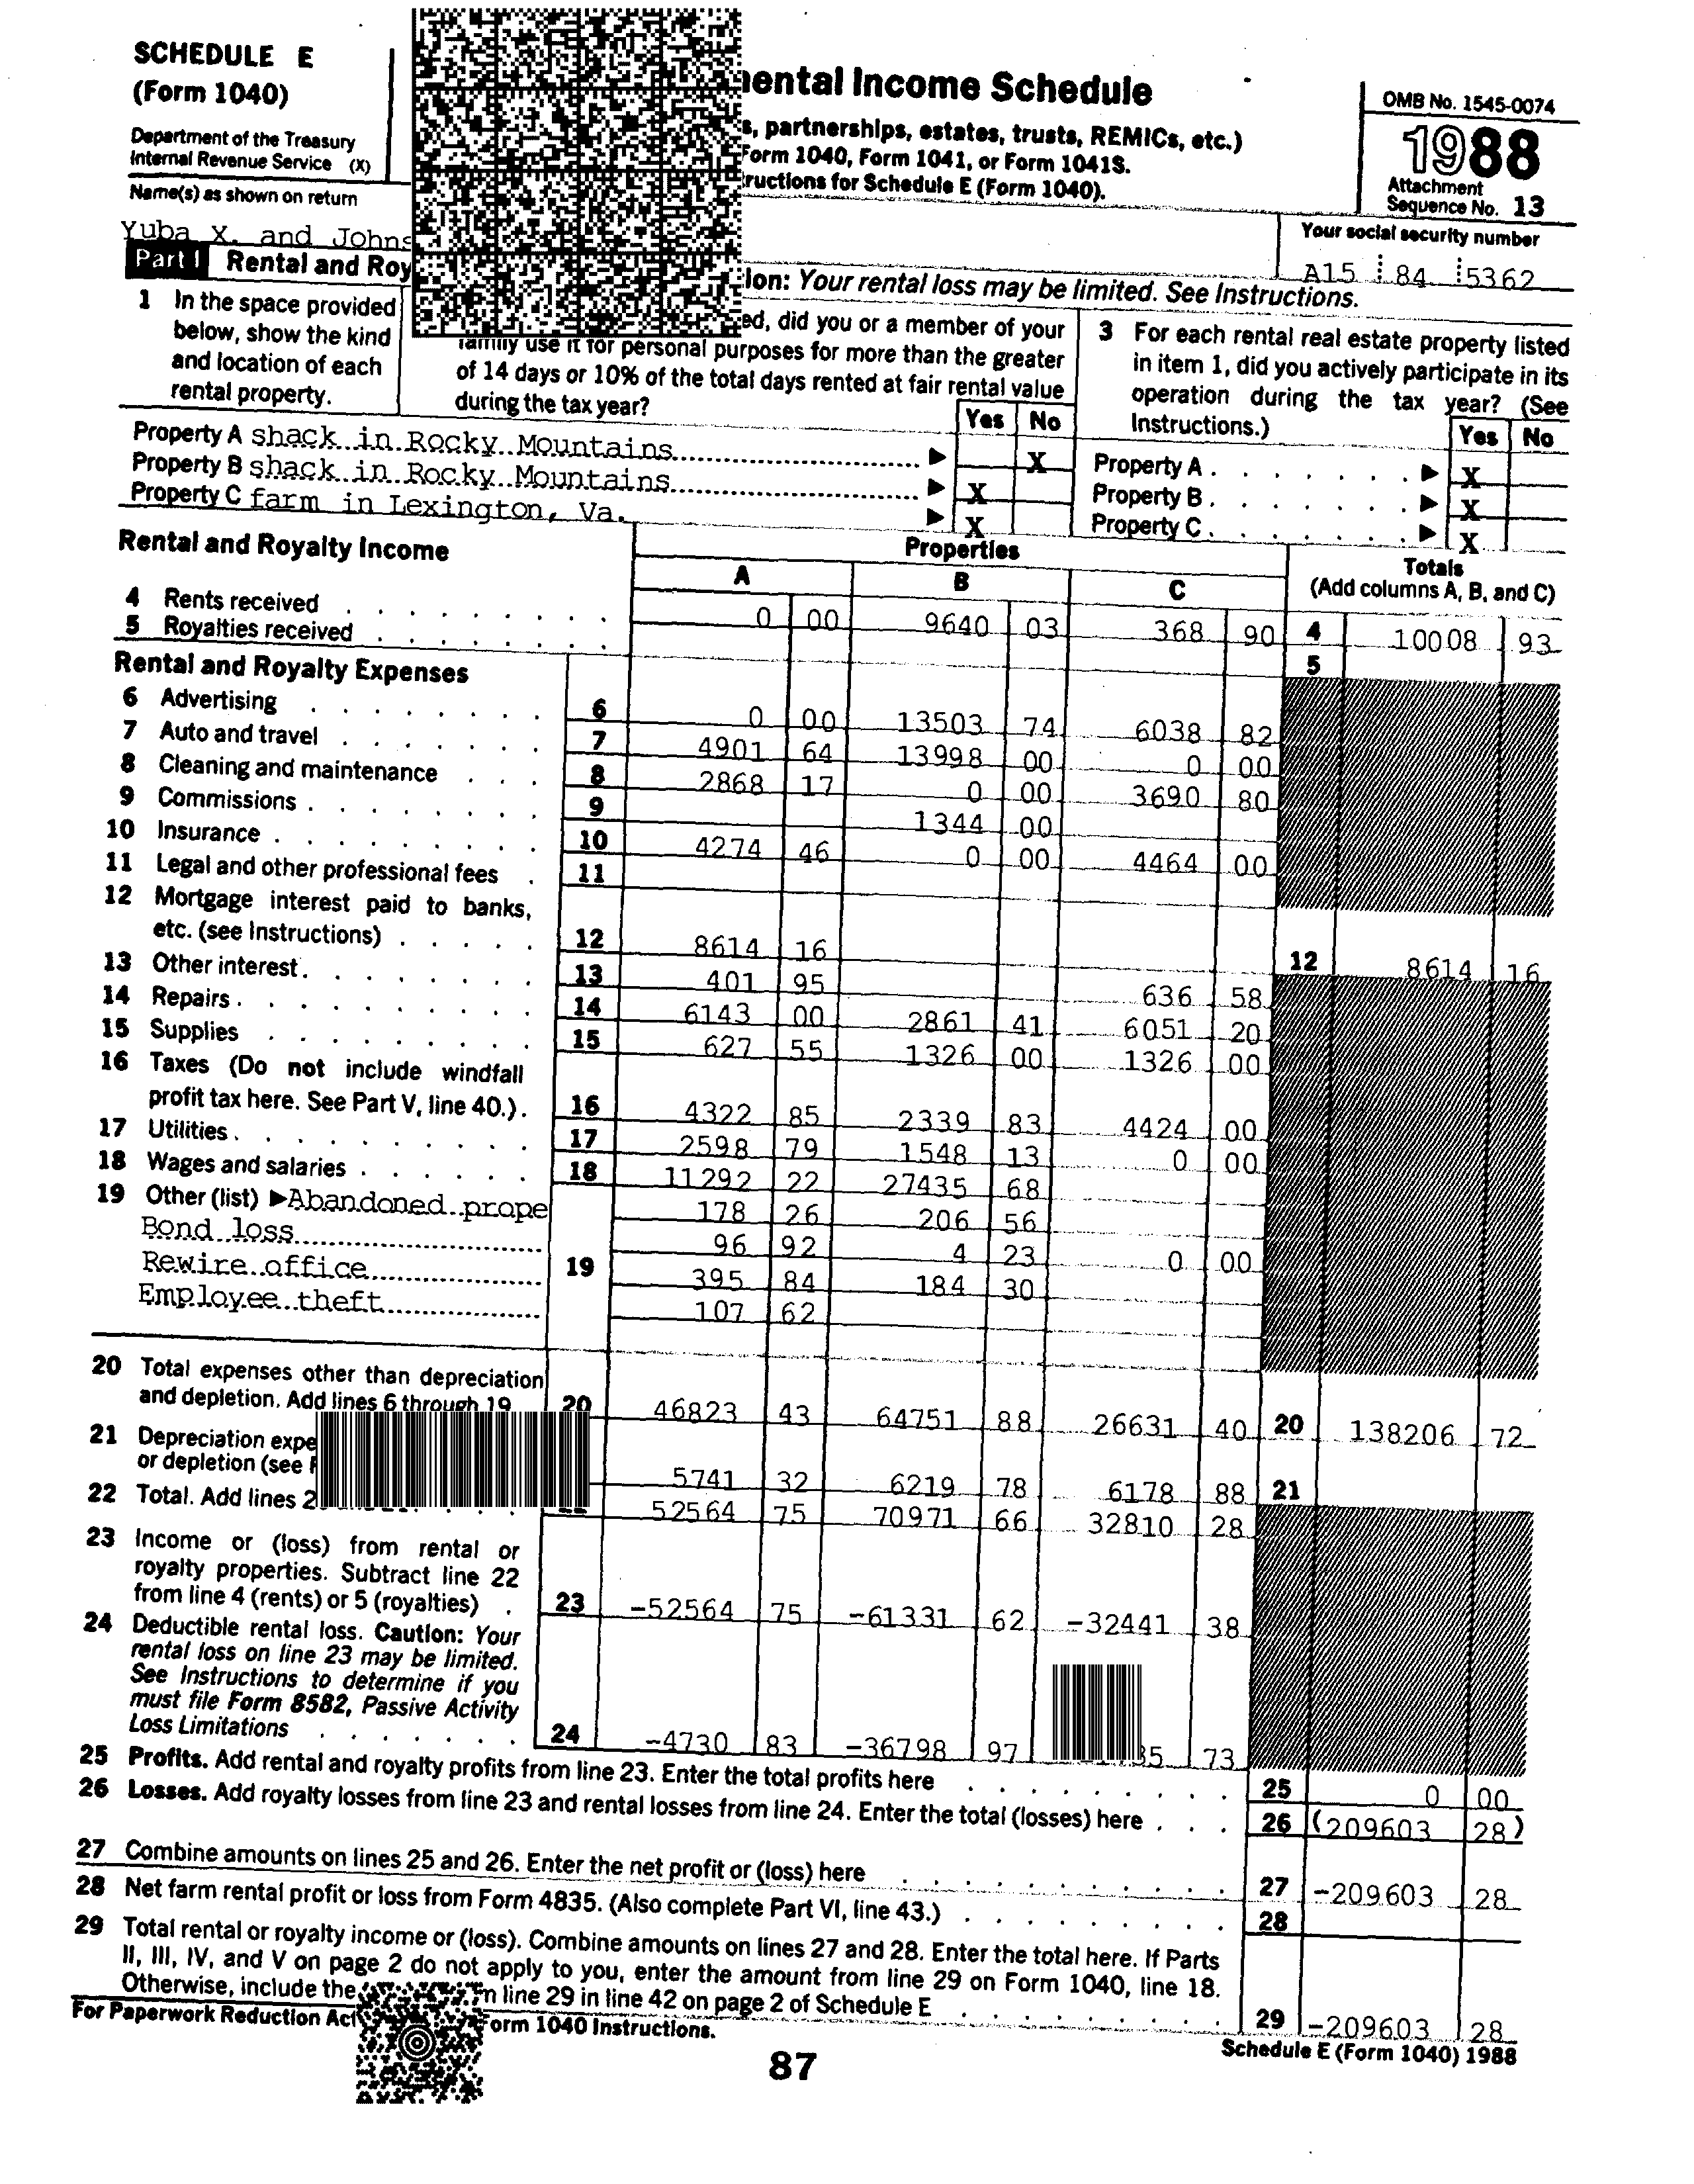 SCHEDULE E
(Form 1040)
Department of the Treasury
Internal Revenue Service (X)
Income Schedule
s, partnerships, estates, trusts, REMICs, etc.)
Form 1040, Form 1041, or Form 1041S.
for Schedule E (Form 1040).
OMB No. 1545-0074
1988
Attachment
Sequence No. 13
Name(s) as shown on return
Yuba X. and
Your social security number
A15 84 5362
Part I Rental and
Your rental loss may be limited. See Instructions.
1 In the space provided
below, show the kind
and location of each
rental property.
did you or a member of your
family use it for personal purposes for more than the greater
of 14 days or 10% of the total days rented at fair rental value
during the tax year?
3 For each rental real estate property listed
in item 1, did you actively participate in its
operation during the tax year? (See
Instructions.)
Yes No
Yes No
Property A shack in Rocky Mountains ▶ X
Property A ▶ X
Property B shack in Rocky Mountains ▶ X
Property B ▶ X
Property C farm in Lexington, Va. ▶ X
Property C ▶ X
Rental and Royalty Income
Properties
Totals
A B C (Add columns A, B, and C)
4 Rents received 0 00 9640 03 368 90 4 10008 93
5 Royalties received 5
Rental and Royalty Expenses
6 Advertising 6 0 00 13503 74 6038 82
7 Auto and travel 7 4901 64 13998 00 0 00
8 Cleaning and maintenance 8 2868 17 0 00 3690 80
9 Commissions 9 1344 00
10 Insurance 10 4274 46 0 00 4464 00
11 Legal and other professional fees 11
12 Mortgage interest paid to banks,
etc. (see Instructions) 12 8614 16 12 8614 16
13 Other interest 13 401 95 636 58
14 Repairs 14 6143 00 2861 41 6051 20
15 Supplies 15 627 55 1326 00 1326 00
16 Taxes (Do not include windfall
profit tax here. See Part V, line 40.) 16 4322 85 2339 83 4424 00
17 Utilities 17 2598 79 1548 13 0 00
18 Wages and salaries 18 11292 22 27435 68
19 Other (list) ▶Abandoned prope 178 26 206 56
Bond loss 96 92 4 23 0 00
Rewire office 19 395 84 184 30
Employee theft 107 62
20 Total expenses other than depreciation
and depletion. Add lines 6 through 19 20 46823 43 64751 88 26631 40 20 138206 72
21 Depreciation
or depletion (see 5741 32 6219 78 6178 88 21
22 Total. Add lines 52564 75 70971 66 32810 28
23 Income or (loss) from rental or
royalty properties. Subtract line 22
from line 4 (rents) or 5 (royalties) 23 -52564 75 -61331 62 -32441 38
24 Deductible rental loss. Caution: Your
rental loss on line 23 may be limited.
See Instructions to determine if you
must file Form 8582, Passive Activity
Loss Limitations 24 -4730 83 -36798 97 73
25 Profits. Add rental and royalty profits from line 23. Enter the total profits here 25 0 00
26 Losses. Add royalty losses from line 23 and rental losses from line 24. Enter the total (losses) here 26 (209603 28)
27 Combine amounts on lines 25 and 26. Enter the net profit or (loss) here 27 -209603 28
28 Net farm rental profit or loss from Form 4835. (Also complete Part VI, line 43.) 28
29 Total rental or royalty income or (loss). Combine amounts on lines 27 and 28. Enter the total here. If Parts
II, III, IV, and V on page 2 do not apply to you, enter the amount from line 29 on Form 1040, line 18.
Otherwise, include the line 29 in line 42 on page 2 of Schedule E 29 -209603 28
For Paperwork Reduction Act Form 1040 Instructions.
Schedule E (Form 1040) 1988
87